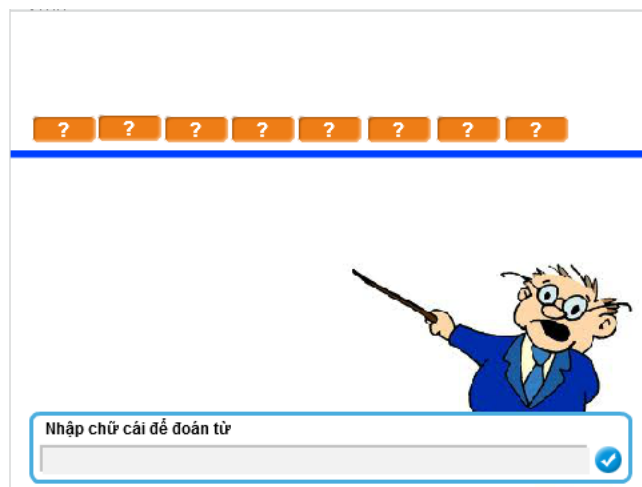 ? ? ? ? ? ? ? ?
Nhập chữ cái để đoán từ